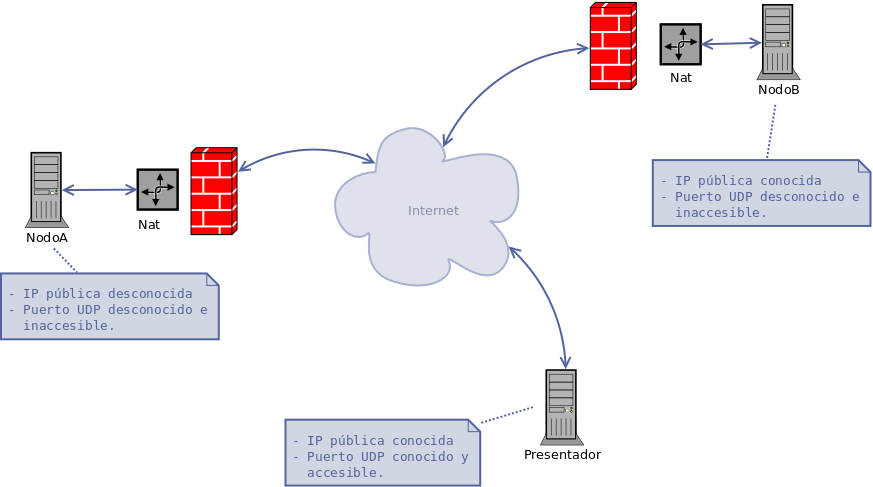 Nat
NodoB
- IP pública conocida
- Puerto UDP desconocido e
inaccesible.
Internet
Nat
NodoA
- IP pública desconocida
- Puerto UDP desconocido e
inaccesible.
- IP pública conocida
- Puerto UDP conocido y
accesible.
Presentador